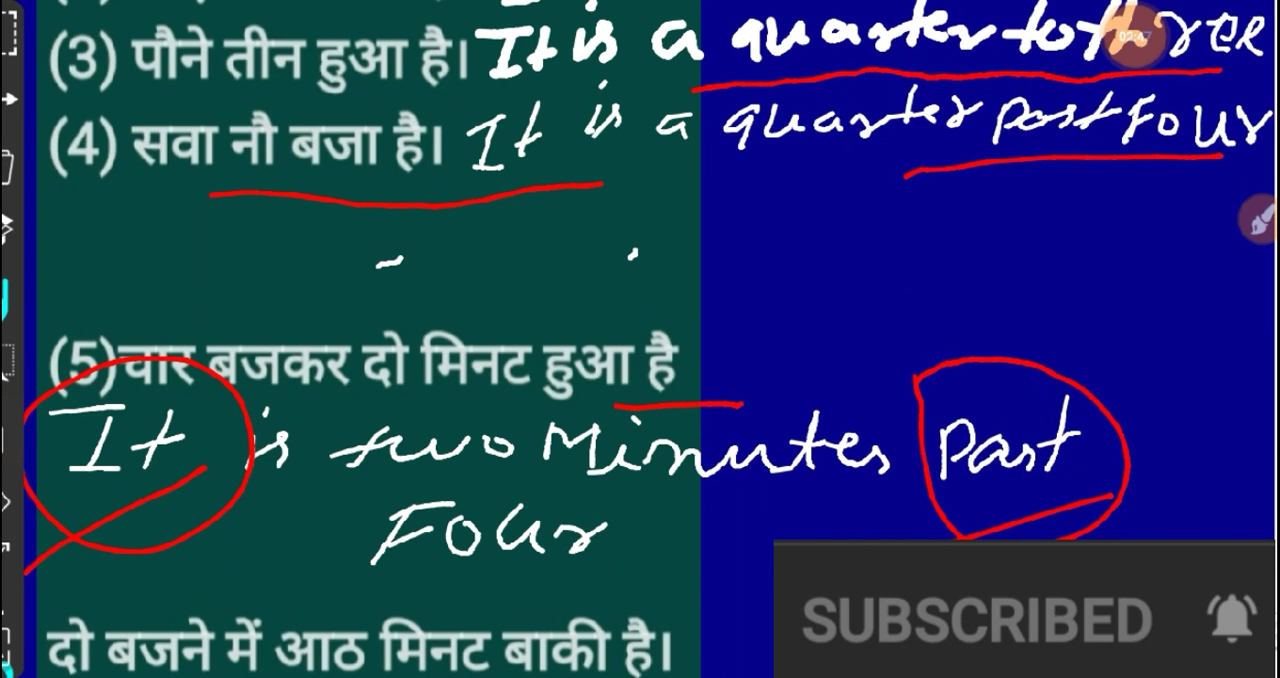 (3) पौने तीन हुआ है। It is a quarter to three
(4) सवा नौ बजा है। It is a quarter past four
(5)चार बजकर दो मिनट हुआ है
It is two Minutes Past
Four
दो बजने में आठ मिनट बाकी है।
SUBSCRIBED